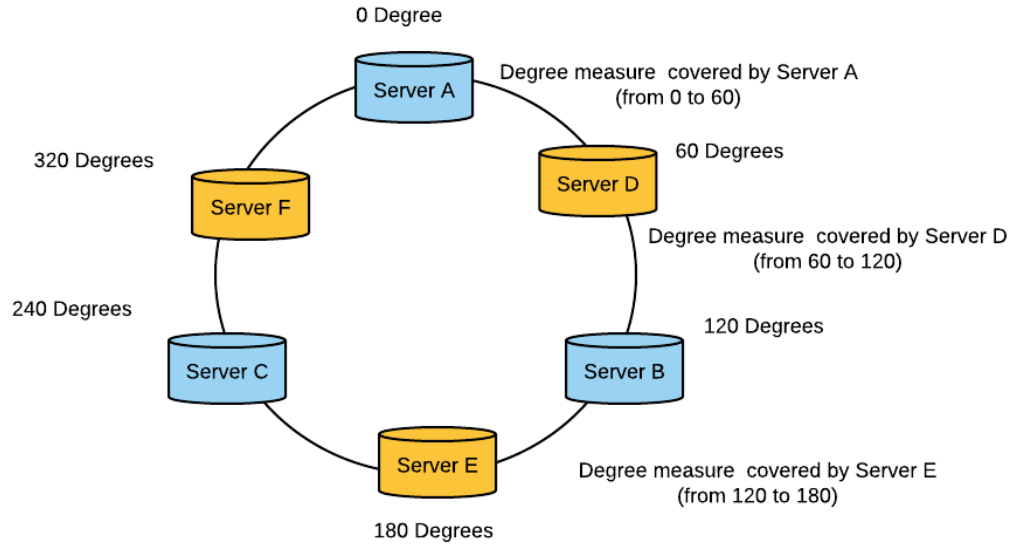 0 Degree
Server A
Degree measure covered by Server A
(from 0 to 60)
320 Degrees
60 Degrees
Server F
Server D
Degree measure covered by Server D
(from 60 to 120)
240 Degrees
120 Degrees
Server C
Server B
Server E
Degree measure covered by Server E
(from 120 to 180)
180 Degrees